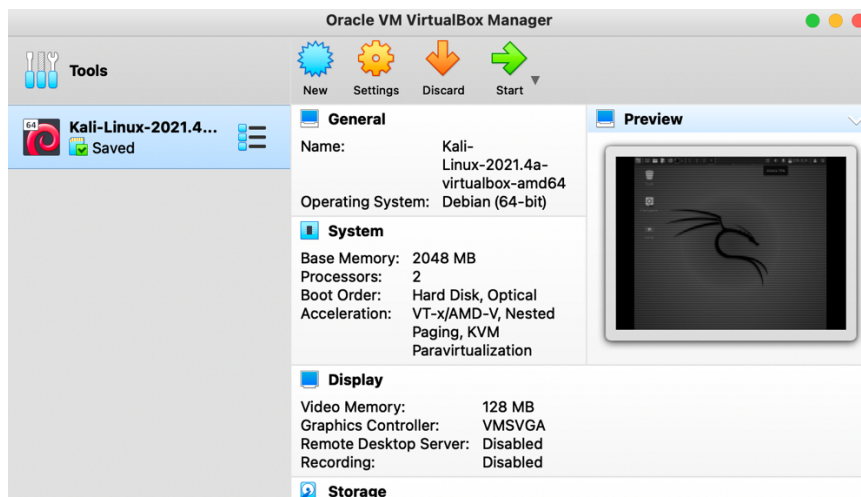 Oracle VM VirtualBox Manager
Tools
New Settings Discard Start
64
Kali-Linux-2021.4...
Saved
General
Name: Kali-
Linux-2021.4a-
virtualbox-amd64
Operating System: Debian (64-bit)
System
Base Memory: 2048 MB
Processors: 2
Boot Order: Hard Disk, Optical
Acceleration: VT-x/AMD-V, Nested
Paging, KVM
Paravirtualization
Display
Video Memory: 128 MB
Graphics Controller: VMSVGA
Remote Desktop Server: Disabled
Recording: Disabled
Storage
Preview